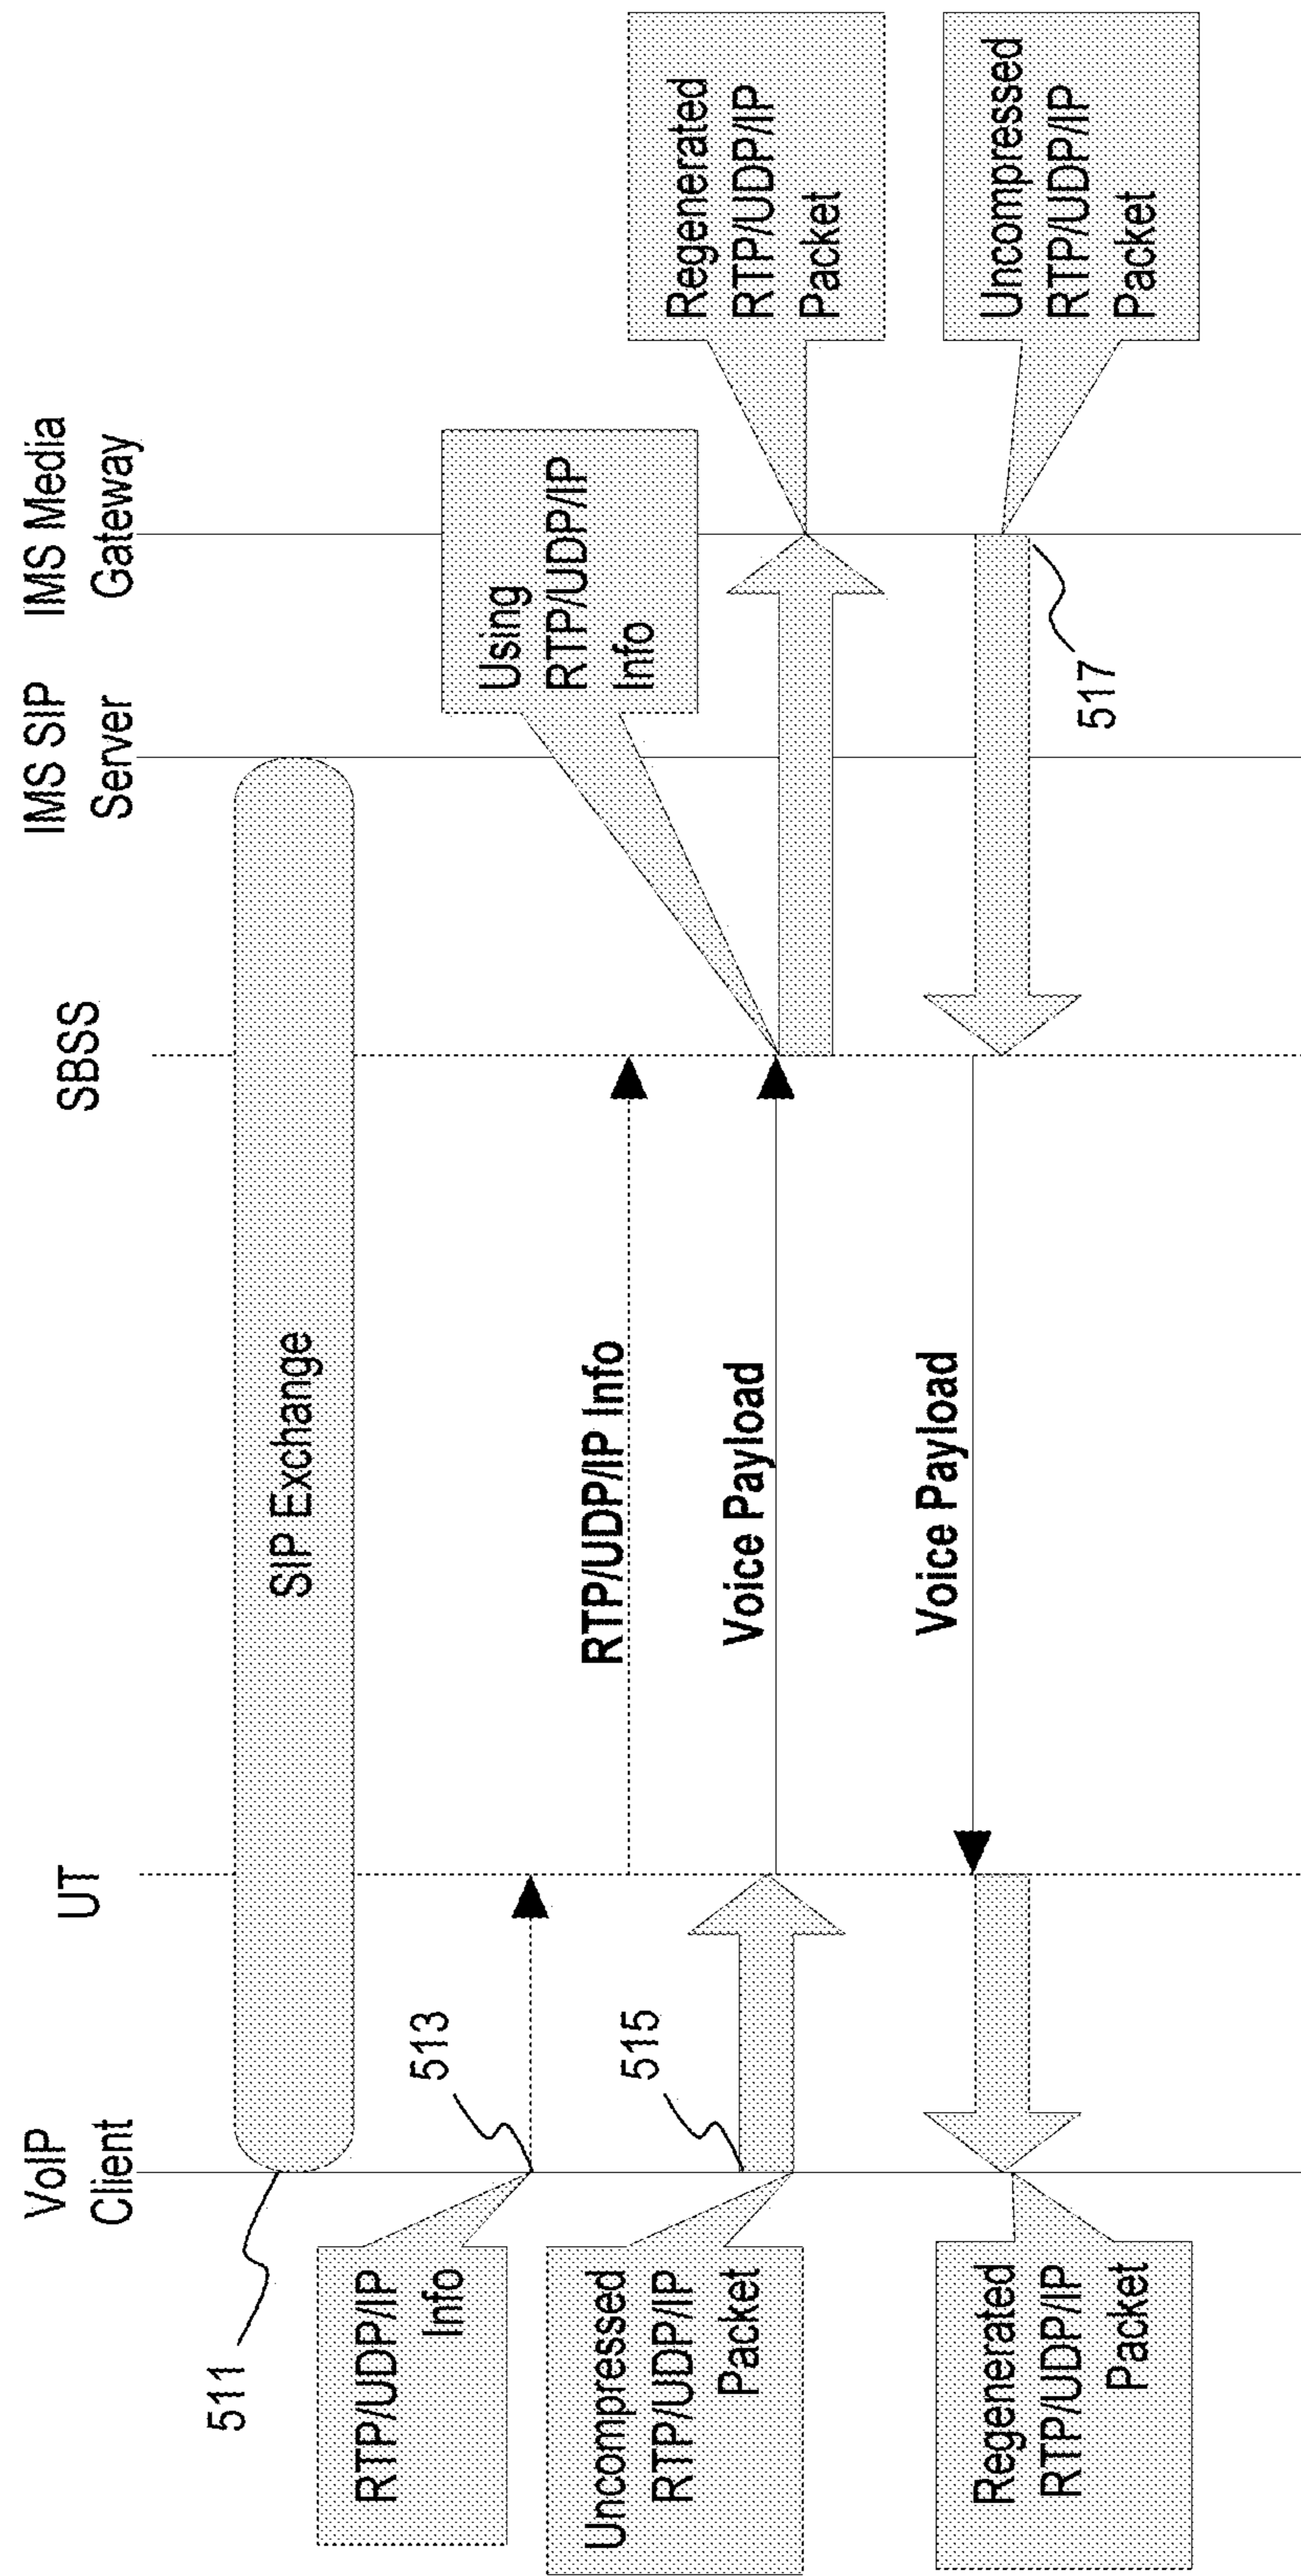 VoIP
Client
UT
SBSS
IMS SIP
Server
IMS Media
Gateway
511
SIP Exchange
RTP/UDP/IP
Info
513
RTP/UDP/IP Info
Using
RTP/UDP/IP
Info
Uncompressed
RTP/UDP/IP
Packet
515
Voice Payload
Regenerated
RTP/UDP/IP
Packet
Regenerated
RTP/UDP/IP
Packet
Voice Payload
517
Uncompressed
RTP/UDP/IP
Packet